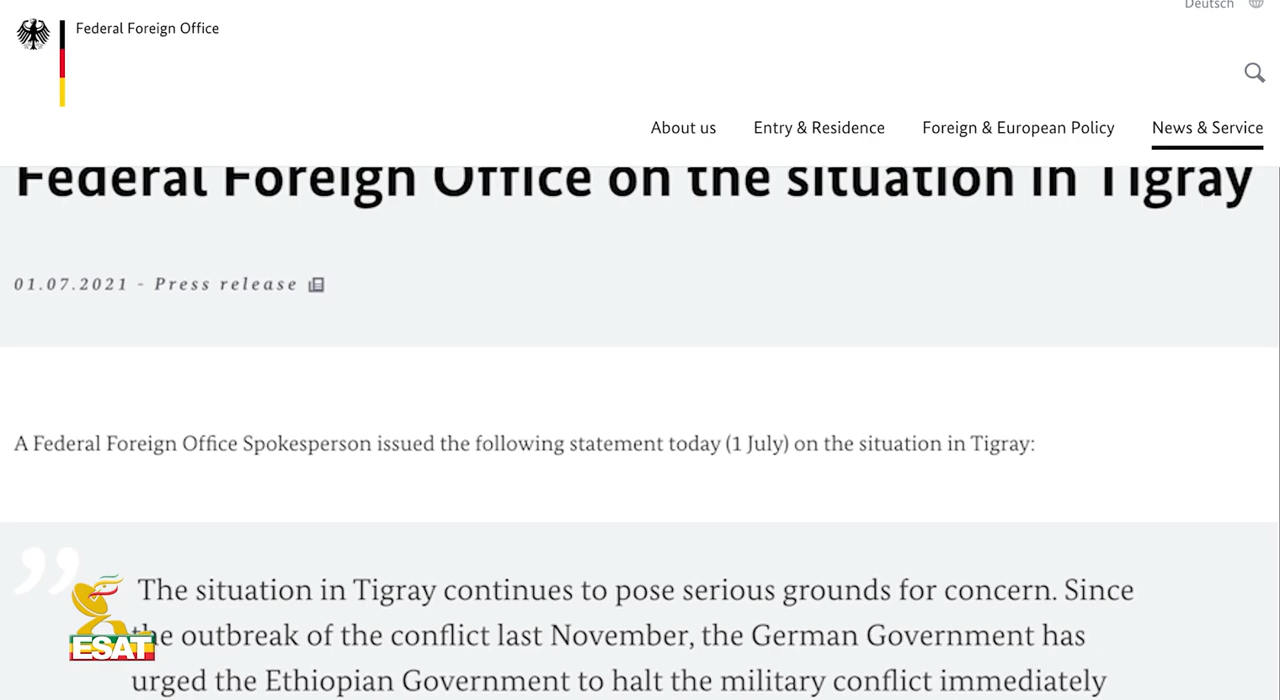 Deutsch
Federal Foreign Office
About us Entry & Residence Foreign & European Policy News & Service
Federal Foreign Office on the situation in Tigray
01.07.2021 - Press release
A Federal Foreign Office Spokesperson issued the following statement today (1 July) on the situation in Tigray:
” The situation in Tigray continues to pose serious grounds for concern. Since
the outbreak of the conflict last November, the German Government has
urged the Ethiopian Government to halt the military conflict immediately
ESAT